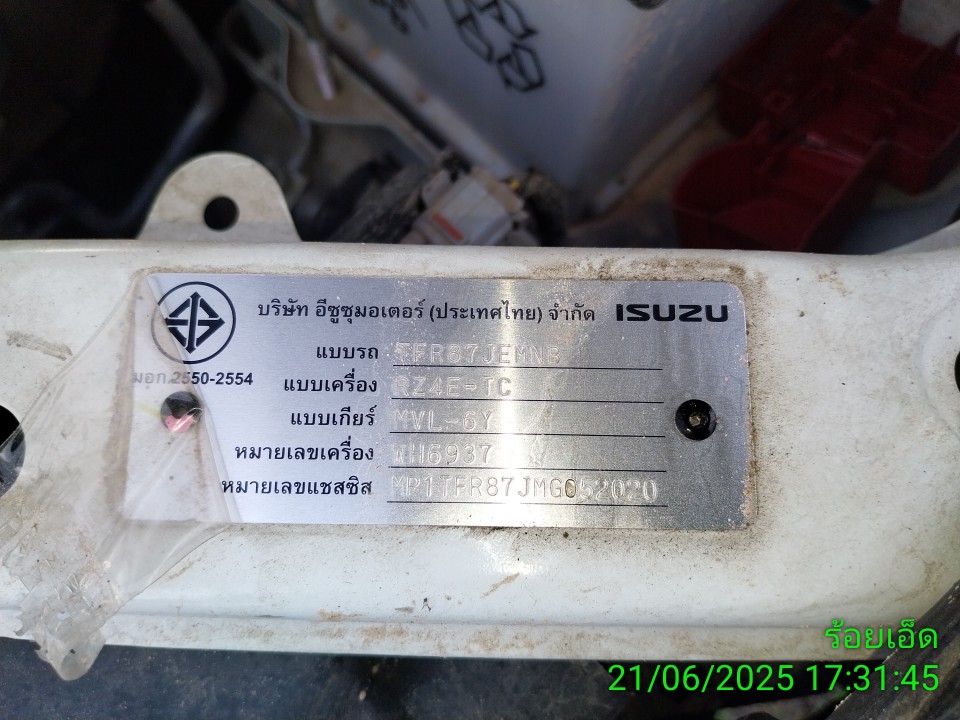 บริษัท อีซูซุมอเตอร์ (ประเทศไทย) จำกัด ISUZU
แบบรถ TFR87JEMNB
มอก.2550-2554
แบบเครื่อง RZ4E-TC
แบบเกียร์ MVL-6Y
หมายเลขเครื่อง WH6937
หมายเลขแชสซิส MP1TFR87JMG052020
ร้อยเอ็ด
21/06/2025 17:31:45